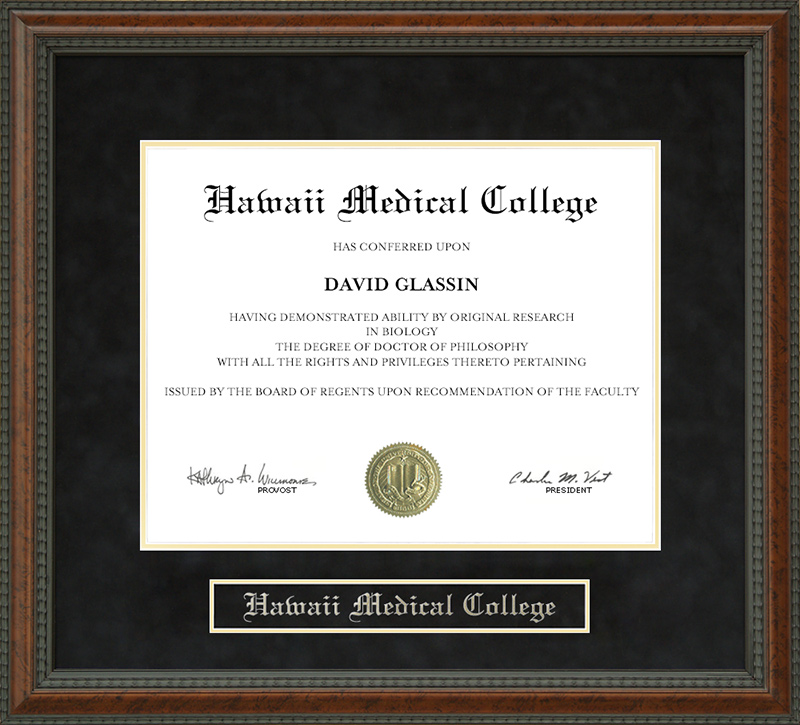 Hawaii Medical College
HAS CONFERRED UPON
DAVID GLASSIN
HAVING DEMONSTRATED ABILITY BY ORIGINAL RESEARCH
IN BIOLOGY
THE DEGREE OF DOCTOR OF PHILOSOPHY
WITH ALL THE RIGHTS AND PRIVILEGES THERETO PERTAINING
ISSUED BY THE BOARD OF REGENTS UPON RECOMMENDATION OF THE FACULTY
PROVOST
Charles M. Vest
PRESIDENT
Hawaii Medical College